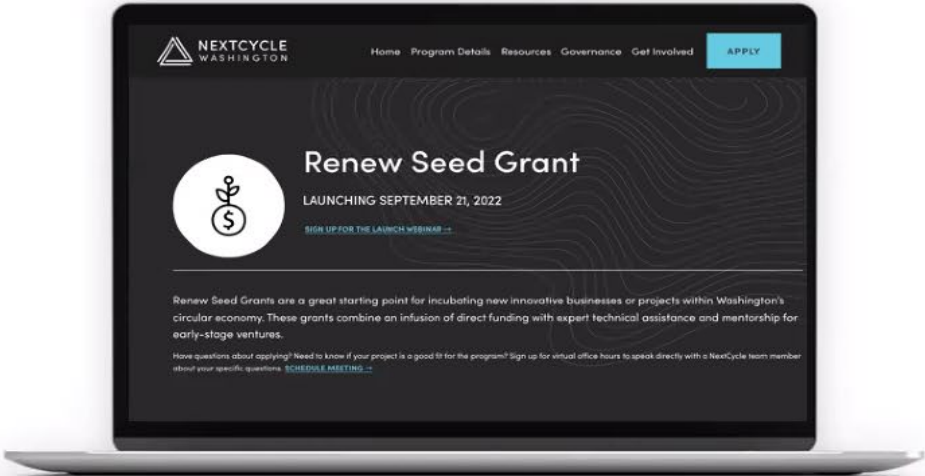 NEXTCYCLE
WASHINGTON
Home Program Details Resources Governance Get Involved APPLY
Renew Seed Grant
LAUNCHING SEPTEMBER 21, 2022
SIGN UP FOR THE LAUNCH WEBINAR →
$
Renew Seed Grants are a great starting point for incubating new innovative businesses or projects within Washington's
circular economy. These grants combine an infusion of direct funding with expert technical assistance and mentorship for
early-stage ventures.
Have questions about applying? Need to know if your project is a good fit for the program? Sign up for virtual office hours to speak directly with a NextCycle team member
about your specific questions. SCHEDULE MEETING →